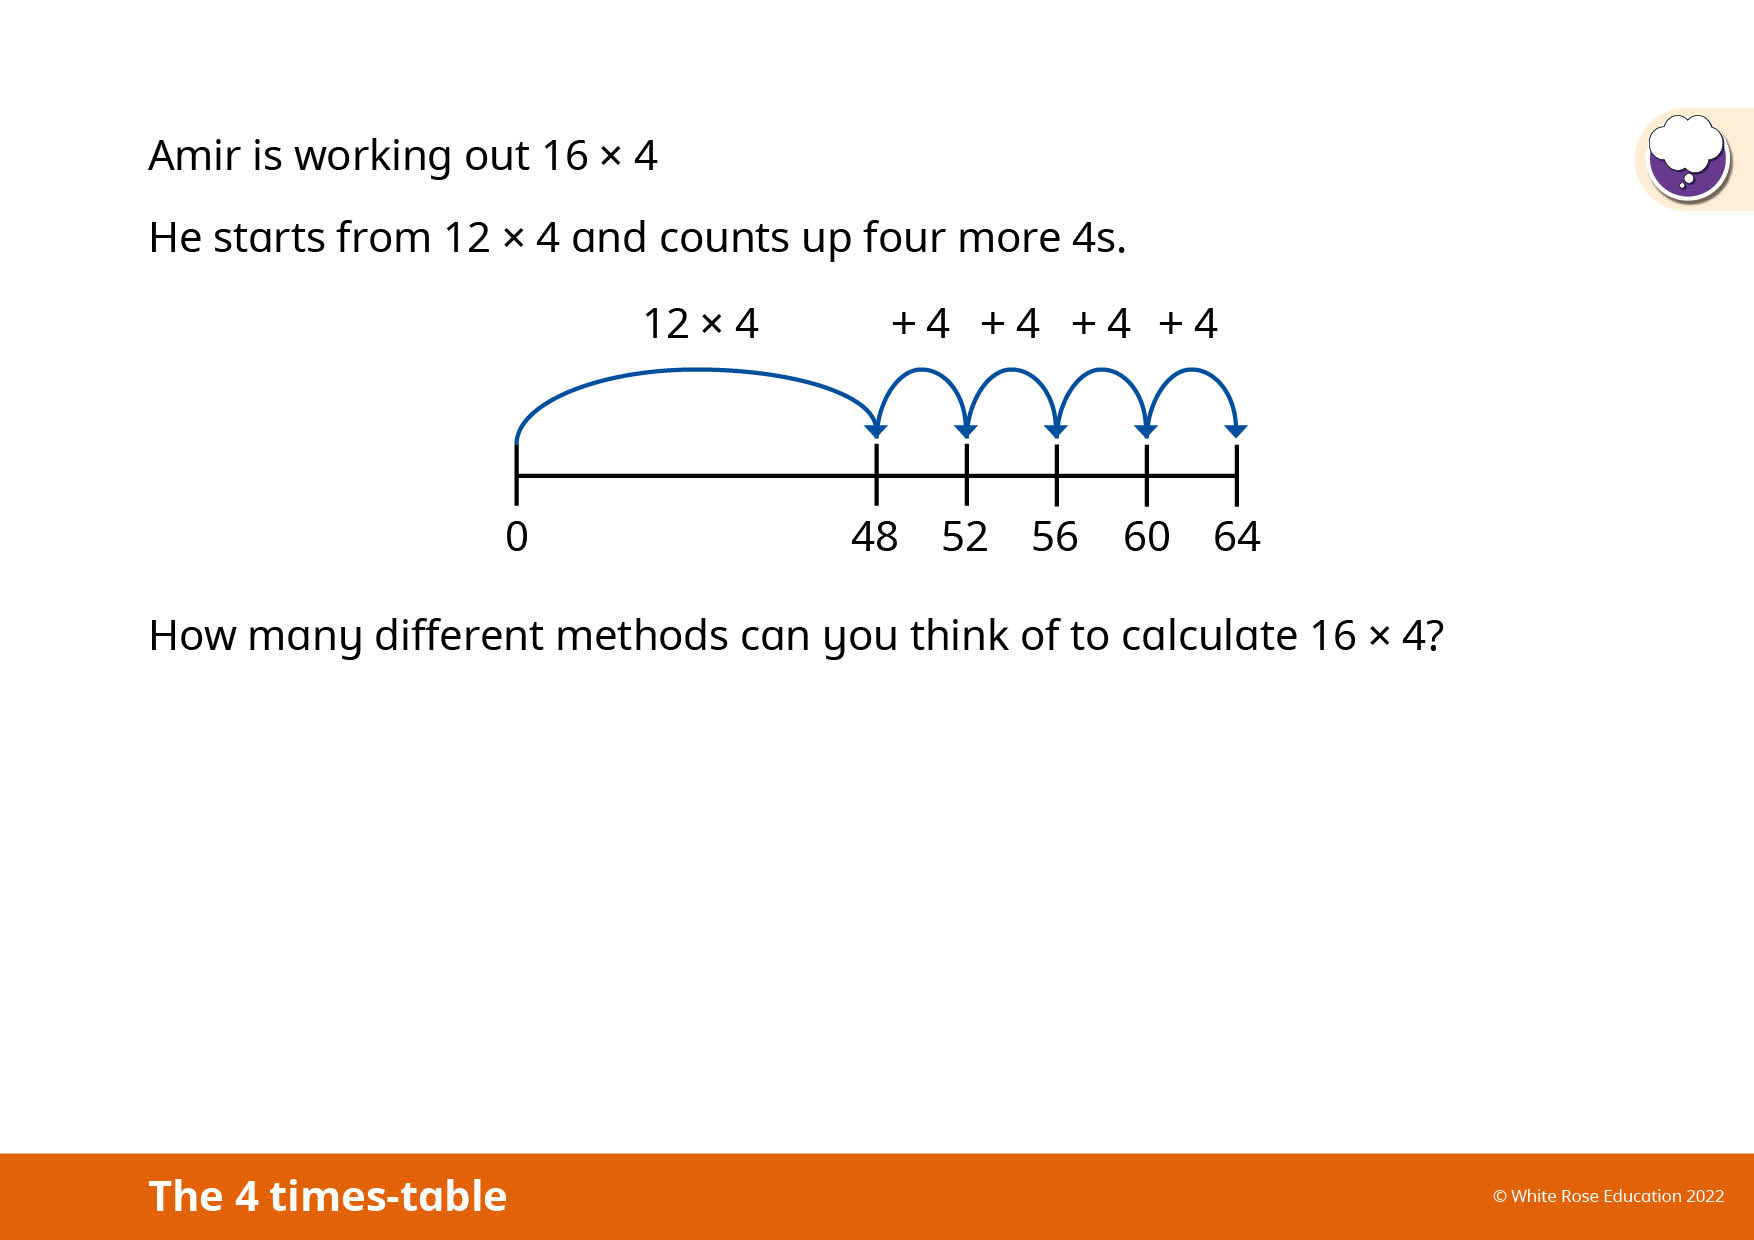 Amir is working out 16 × 4
He starts from 12 × 4 and counts up four more 4s.
12 × 4 + 4 + 4 + 4 + 4
0 48 52 56 60 64
How many different methods can you think of to calculate 16 × 4?
The 4 times-table
© White Rose Education 2022